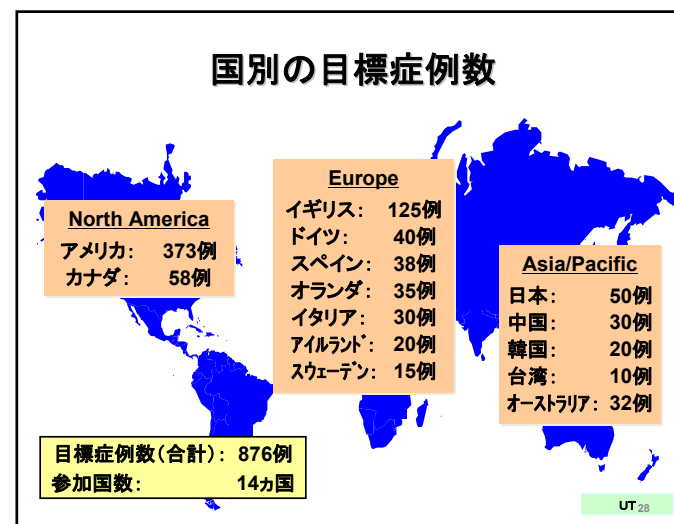 国別の目標症例数
North America
アメリカ: 373例
カナダ: 58例
Europe
イギリス: 125例
ドイツ: 40例
スペイン: 38例
オランダ: 35例
イタリア: 30例
ｱｲﾙﾗﾝﾄﾞ: 20例
ｽｳｪｰﾃﾞﾝ: 15例
Asia/Pacific
日本: 50例
中国: 30例
韓国: 20例
台湾: 10例
オーストラリア: 32例
目標症例数(合計): 876例
参加国数: 14ヵ国
UT 28